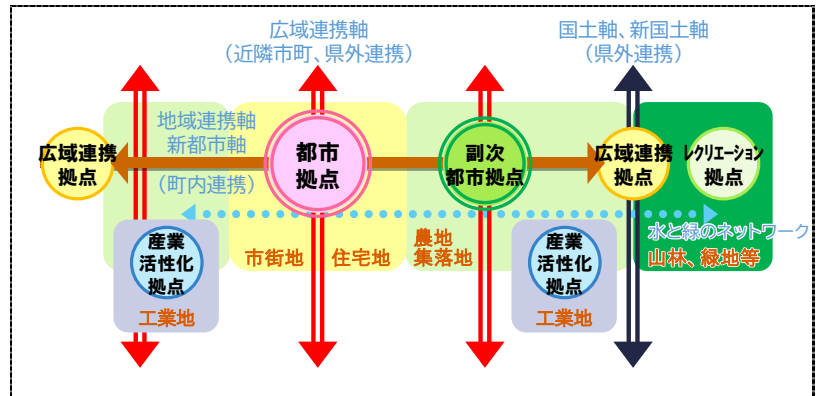 広域連携軸
（近隣市町、県外連携）
国土軸、新国土軸
（県外連携）
地域連携軸
新都市軸
（町内連携）
広域連携
拠点
都市
拠点
副次
都市拠点
広域連携
拠点
レクリエーション
拠点
水と緑のネットワーク
山林、緑地等
産業
活性化
拠点
工業地
市街地
住宅地
農地
集落地
産業
活性化
拠点
工業地